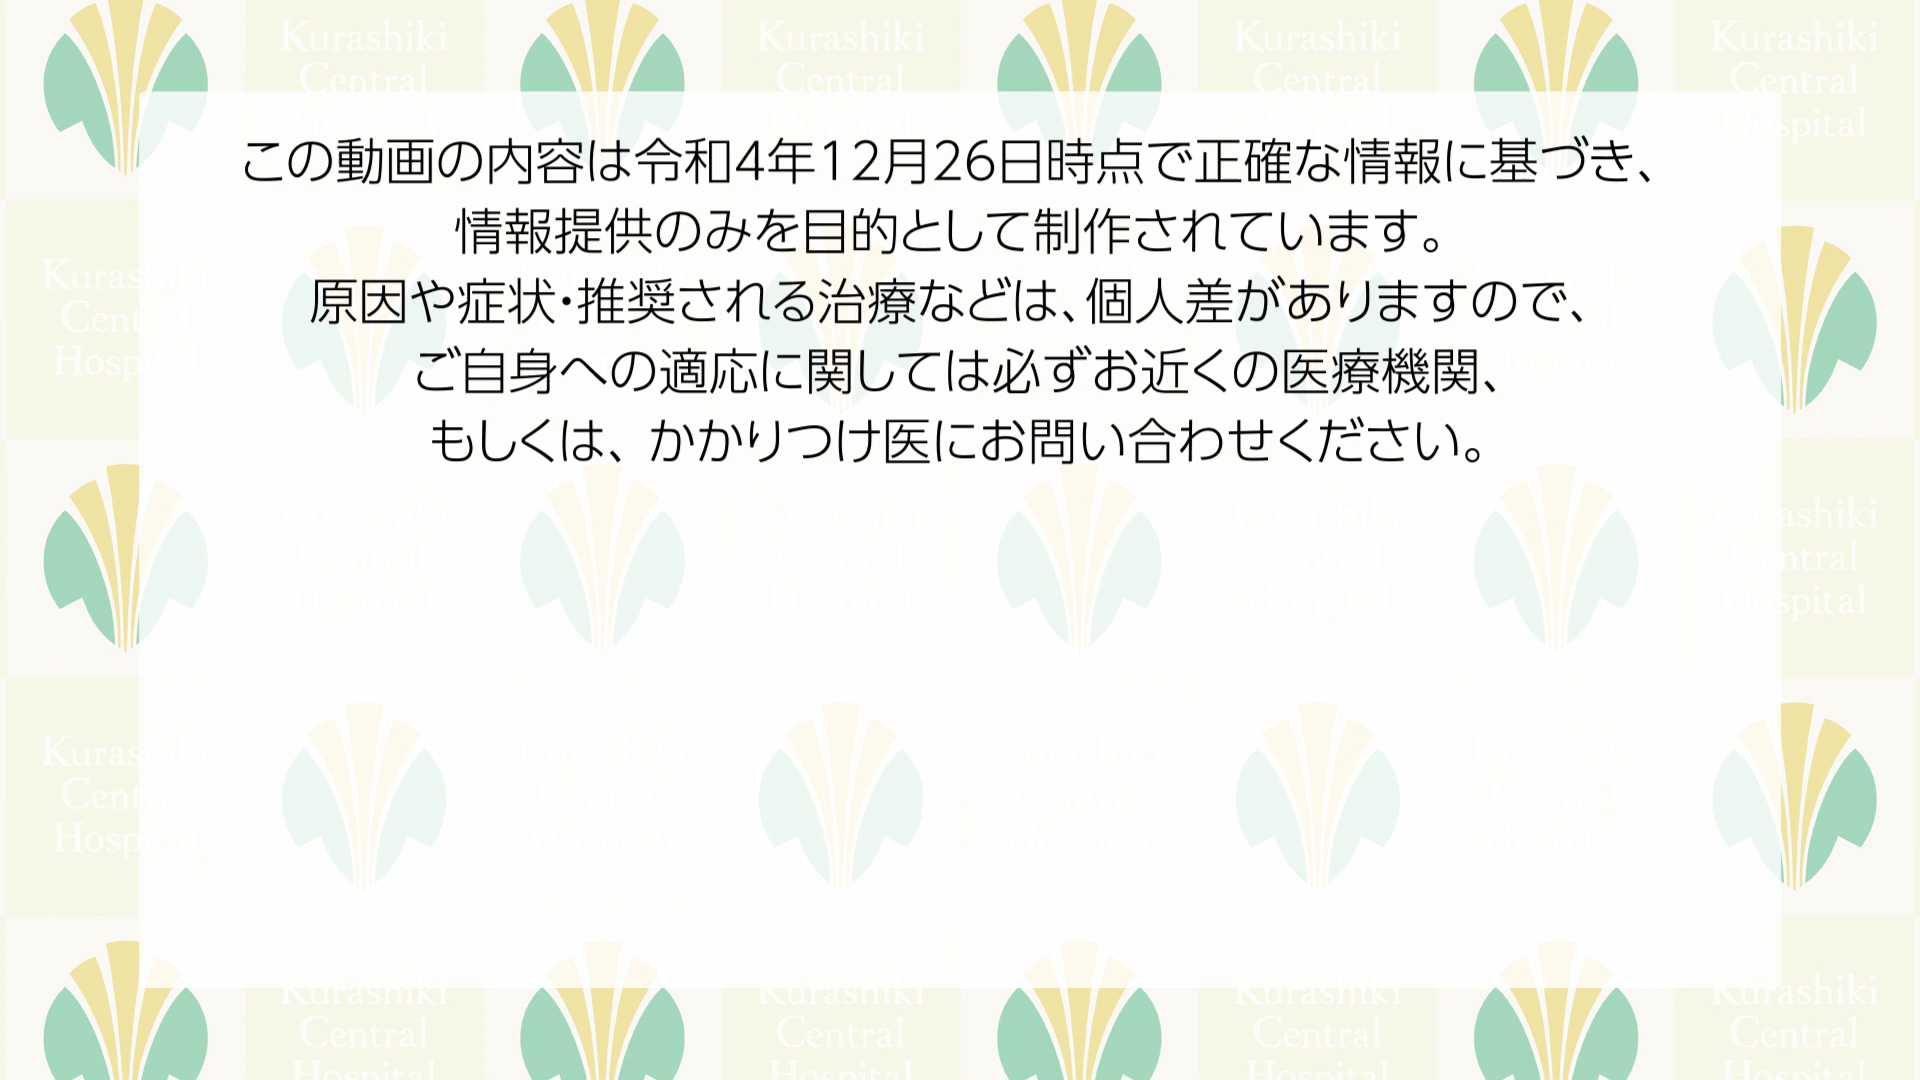 この動画の内容は令和4年12月26日時点で正確な情報に基づき、
情報提供のみを目的として制作されています。
原因や症状・推奨される治療などは、個人差がありますので、
ご自身への適応に関しては必ずお近くの医療機関、
もしくは、かかりつけ医にお問い合わせください。
Kurashiki
Central
Hospital